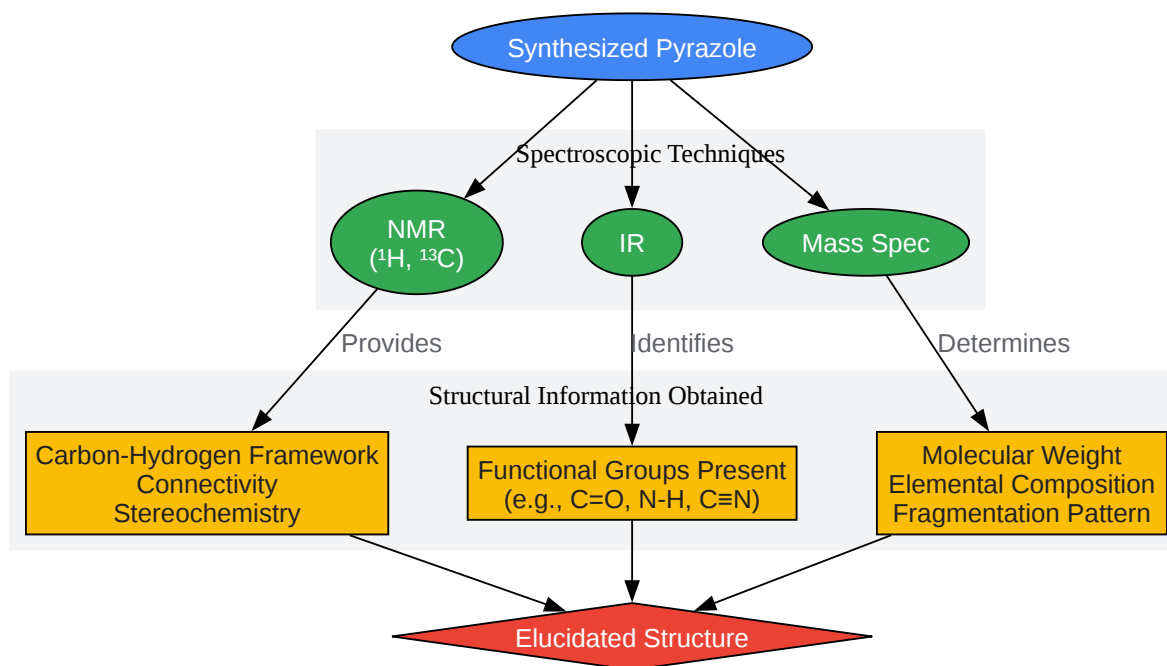 Synthesized Pyrazole
Spectroscopic Techniques
NMR
(¹H, ¹³C)
IR
Mass Spec
Provides
Identifies
Determines
Structural Information Obtained
Carbon-Hydrogen Framework
Connectivity
Stereochemistry
Functional Groups Present
(e.g., C=O, N-H, C≡N)
Molecular Weight
Elemental Composition
Fragmentation Pattern
Elucidated Structure